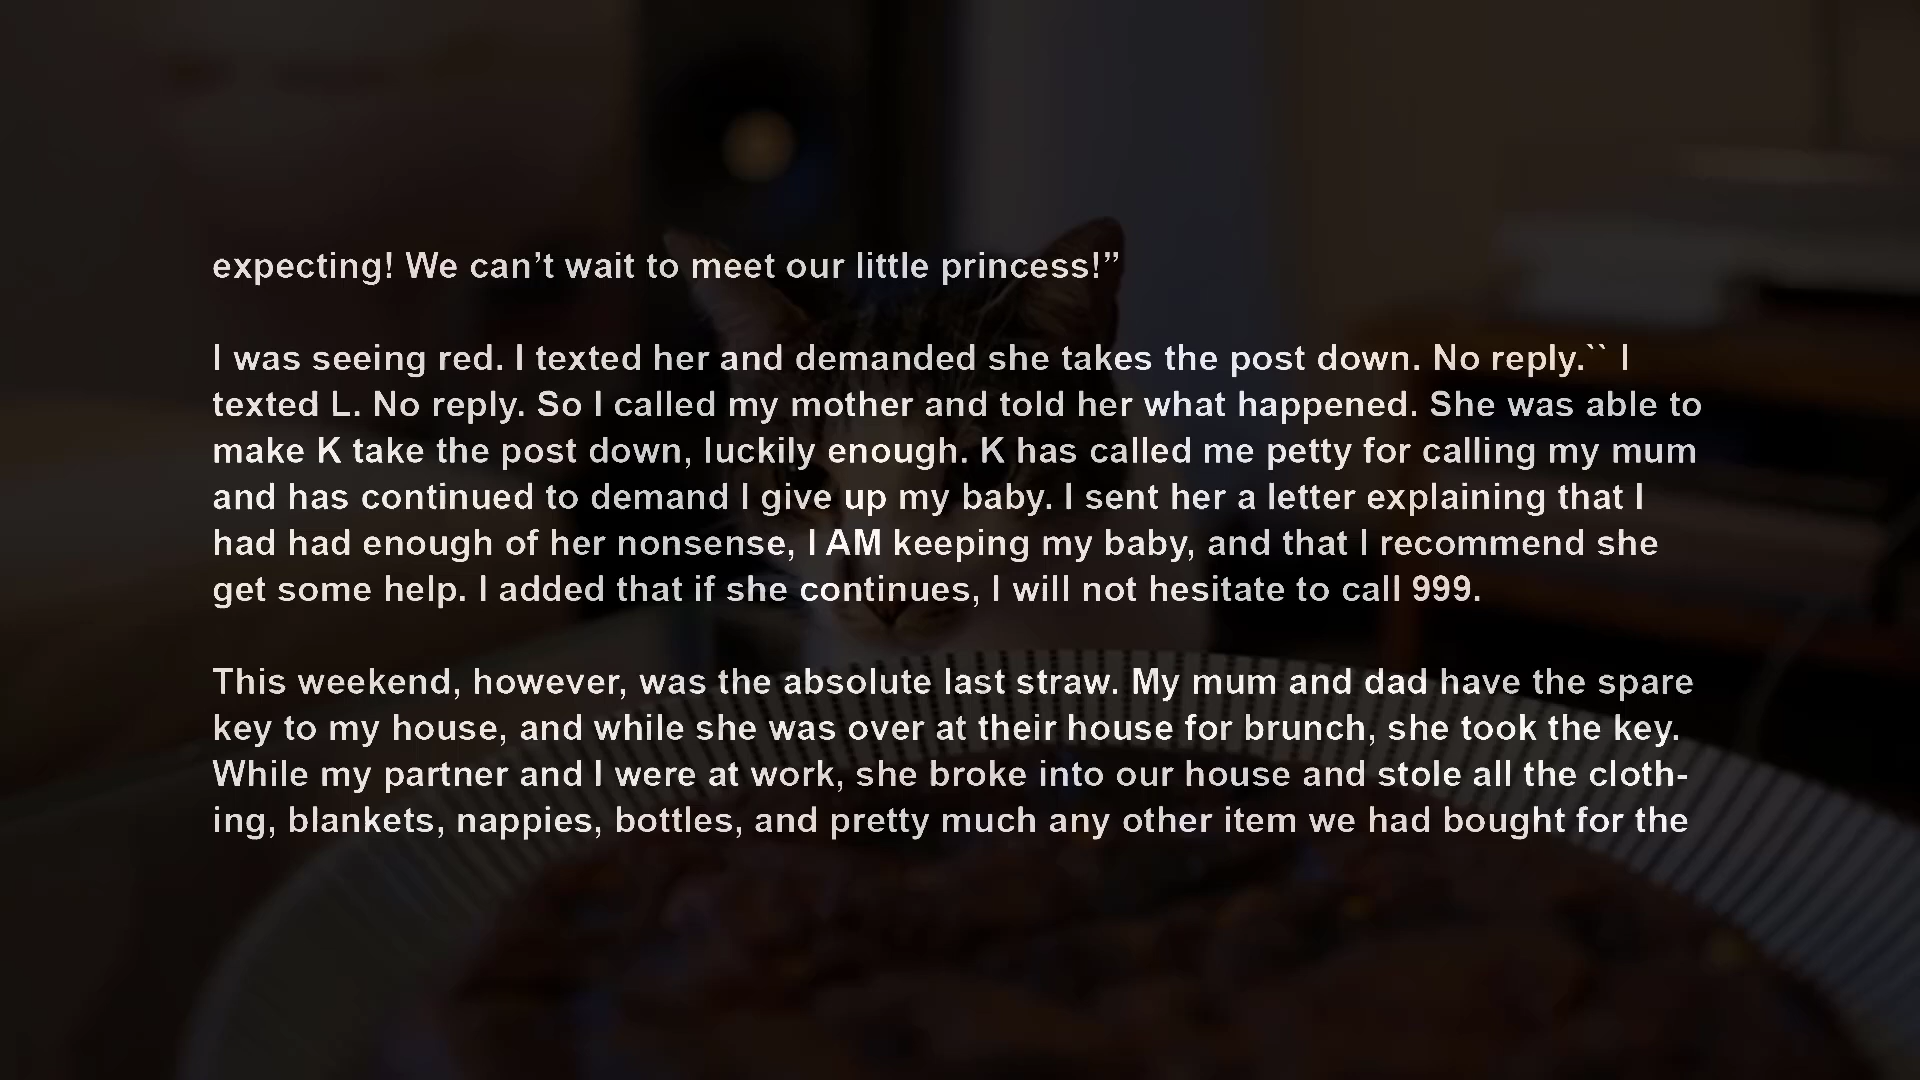 expecting! We can’t wait to meet our little princess!”
I was seeing red. I texted her and demanded she takes the post down. No reply.`` I
texted L. No reply. So I called my mother and told her what happened. She was able to
make K take the post down, luckily enough. K has called me petty for calling my mum
and has continued to demand I give up my baby. I sent her a letter explaining that I
had had enough of her nonsense, I AM keeping my baby, and that I recommend she
get some help. I added that if she continues, I will not hesitate to call 999.
This weekend, however, was the absolute last straw. My mum and dad have the spare
key to my house, and while she was over at their house for brunch, she took the key.
While my partner and I were at work, she broke into our house and stole all the cloth-
ing, blankets, nappies, bottles, and pretty much any other item we had bought for the